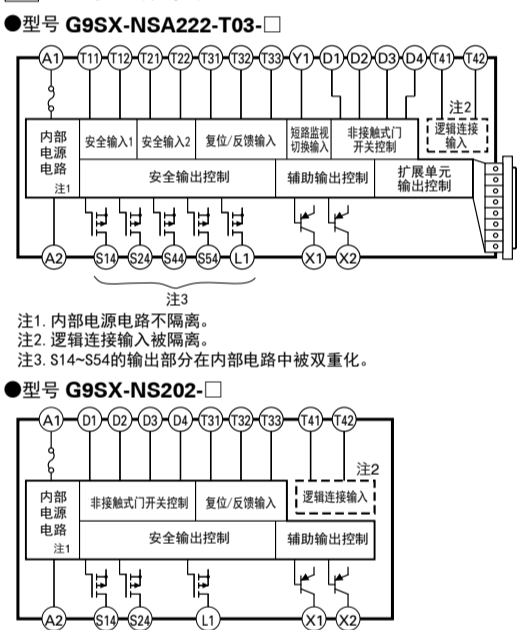 ●型号 G9SX-NSA222-T03-□
A1 T11 T12 T21 T22 T31 T32 T33 Y1 D1 D2 D3 D4 T41 T42
注2
内部
电源
电路
注1
安全输入1
安全输入2
复位/反馈输入
短路监视
切换输入
非接触式门
开关控制
逻辑连接
输入
安全输出控制
辅助输出控制
扩展单元
输出控制
A2 S14 S24 S44 S54 L1 X1 X2
注3
注1. 内部电源电路不隔离。
注2. 逻辑连接输入被隔离。
注3. S14~S54的输出部分在内部电路中被双重化。
●型号 G9SX-NS202-□
A1 D1 D2 D3 D4 T31 T32 T33 T41 T42
注2
内部
电源
电路
注1
非接触式门开关控制
复位/反馈输入
逻辑连接输入
安全输出控制
辅助输出控制
A2 S14 S24 L1 X1 X2